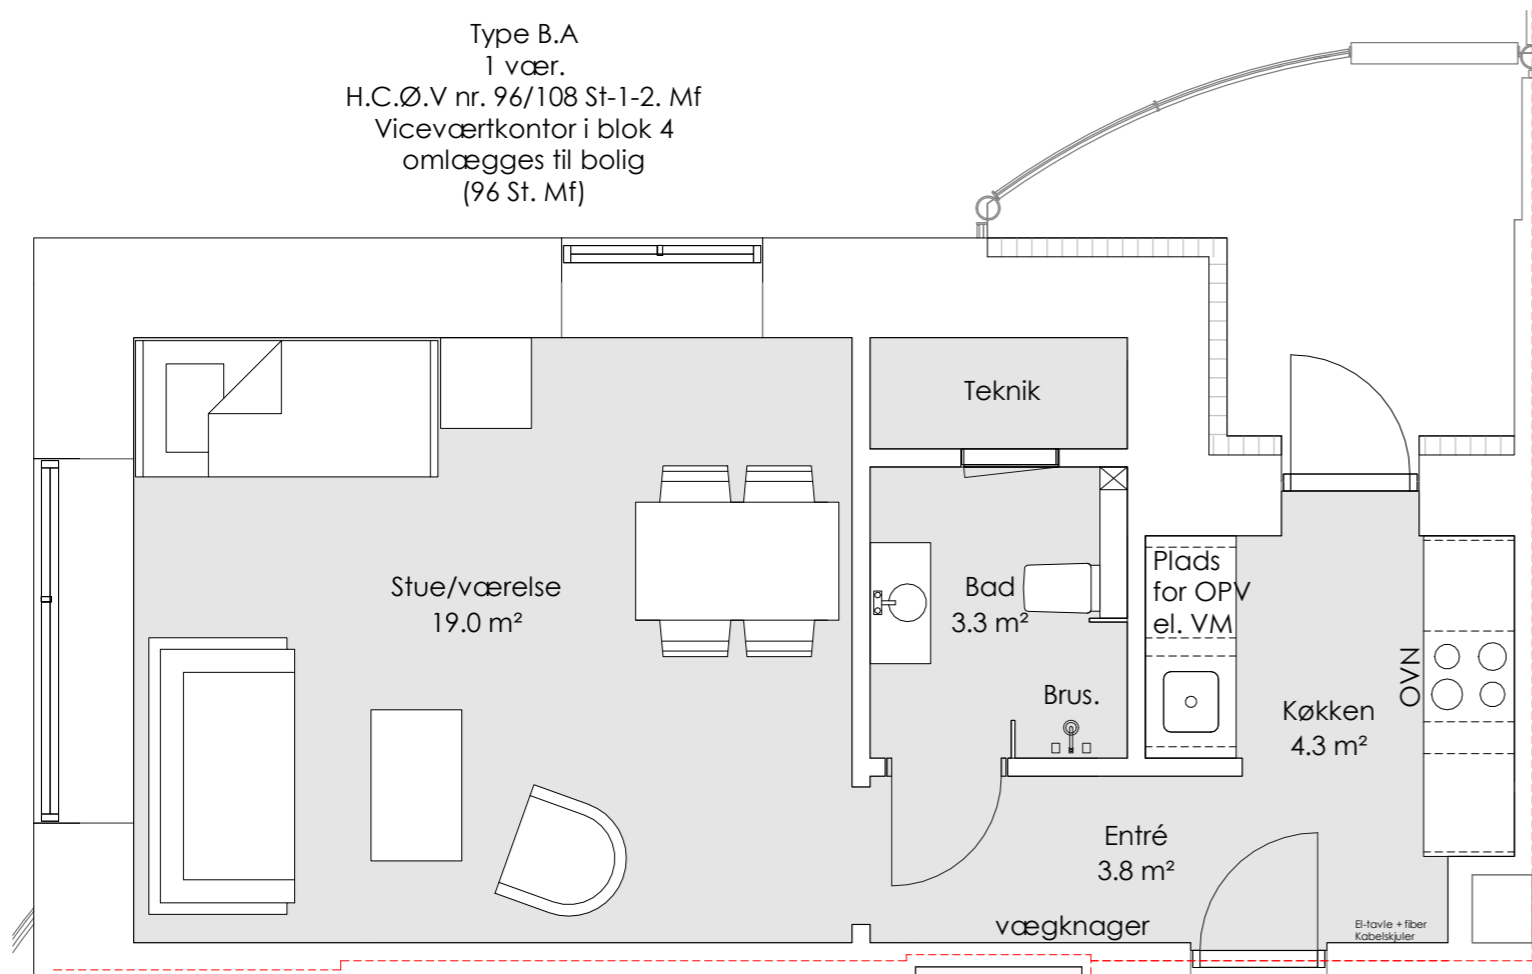 Type B.A
1 vær.
H.C.Ø.V nr. 96/108 St-1-2. Mf
Viceværtkontor i blok 4
omlægges til bolig
(96 St. Mf)
Teknik
Stue/værelse
19.0 m²
Bad
3.3 m²
Plads
for OPV
el. VM
Brus.
OVN
Køkken
4.3 m²
Entré
3.8 m²
vægknager
El-tavle + fiber
Kabelskjuler